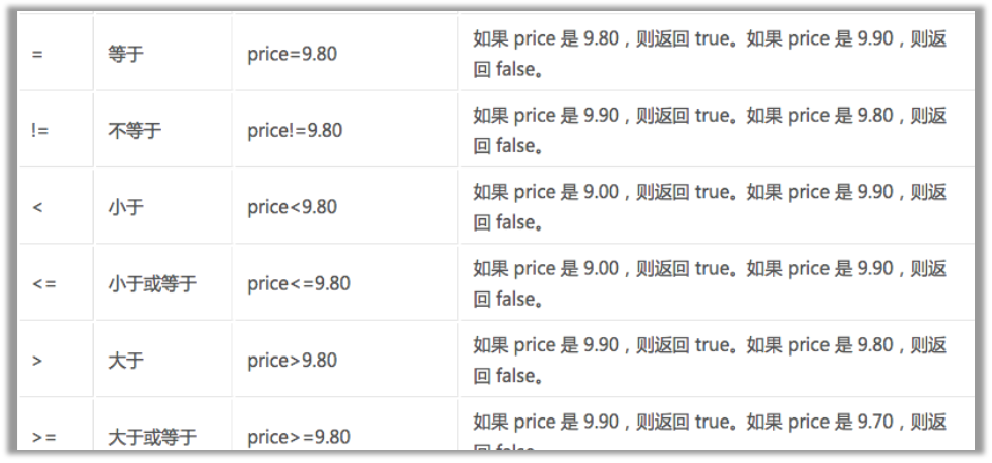 = 等于 price=9.80 如果 price 是 9.80，则返回 true。如果 price 是 9.90，则返
回 false。
!= 不等于 price!=9.80 如果 price 是 9.90，则返回 true。如果 price 是 9.80，则返
回 false。
< 小于 price<9.80 如果 price 是 9.00，则返回 true。如果 price 是 9.90，则返
回 false。
<= 小于或等于 price<=9.80 如果 price 是 9.00，则返回 true。如果 price 是 9.90，则返
回 false。
> 大于 price>9.80 如果 price 是 9.90，则返回 true。如果 price 是 9.80，则返
回 false。
>= 大于或等于 price>=9.80 如果 price 是 9.90，则返回 true。如果 price 是 9.70，则返